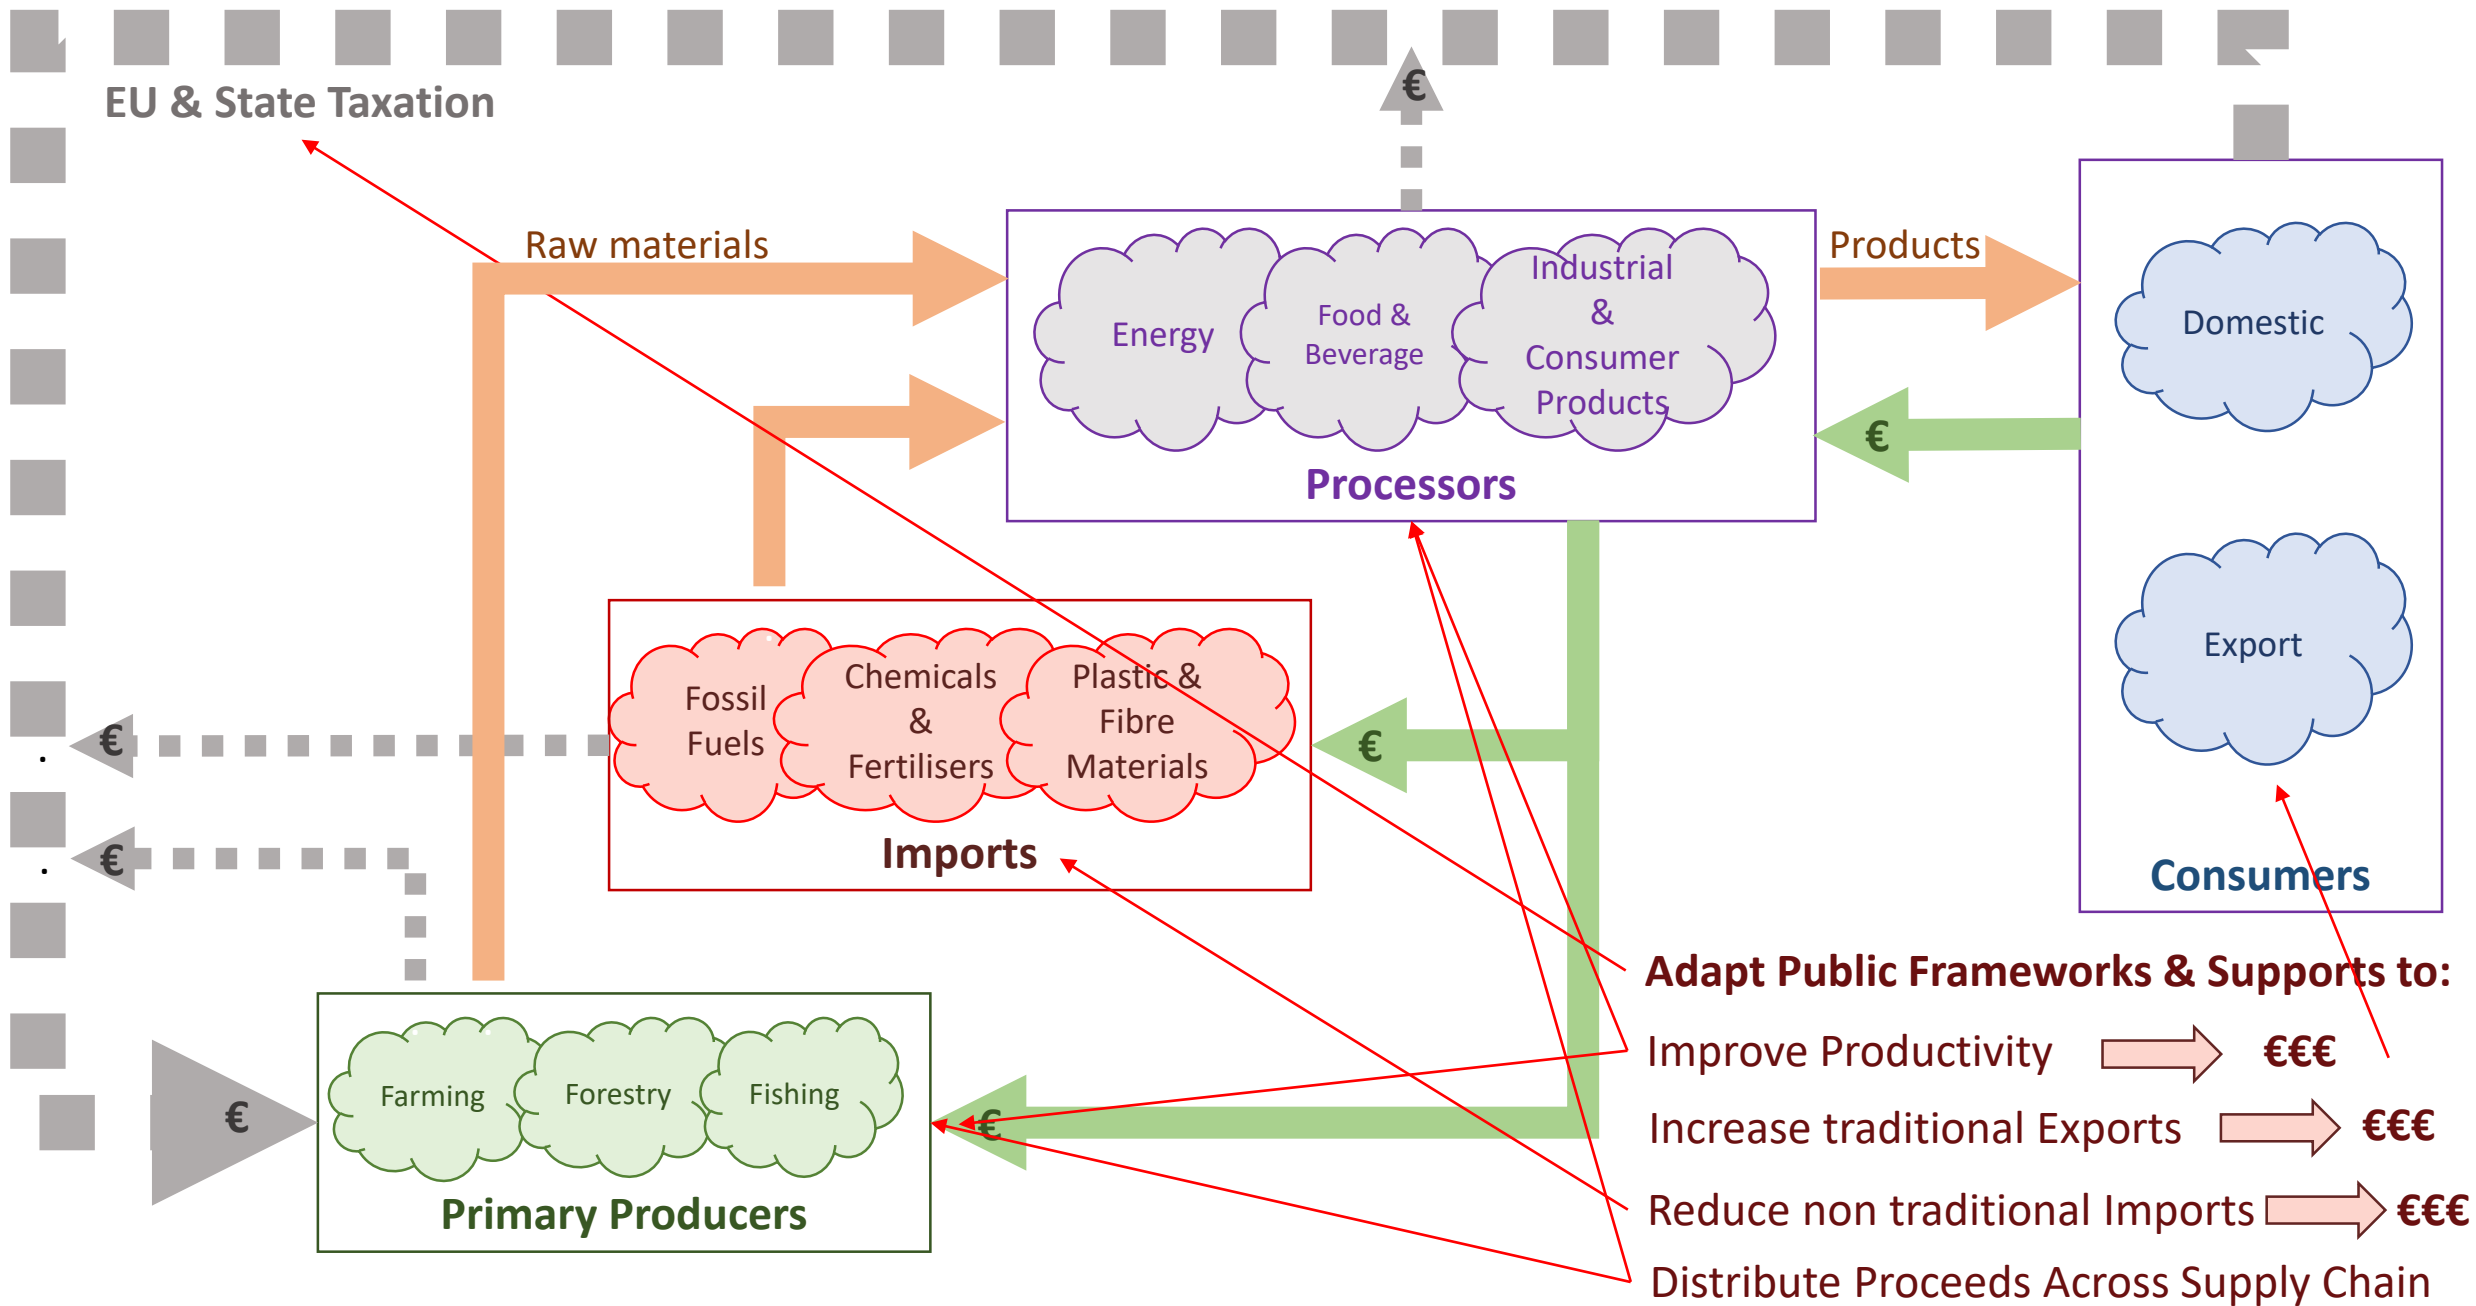 €
EU & State Taxation
Raw materials
Products
Energy
Food &
Beverage
Industrial
&
Consumer
Products
Processors
Domestic
€
Export
Consumers
Fossil
Fuels
Chemicals
&
Fertilisers
Plastic &
Fibre
Materials
Imports
€
€
€
Farming
Forestry
Fishing
Primary Producers
€
€
Adapt Public Frameworks & Supports to:
Improve Productivity €€€
Increase traditional Exports €€€
Reduce non traditional Imports €€€
Distribute Proceeds Across Supply Chain